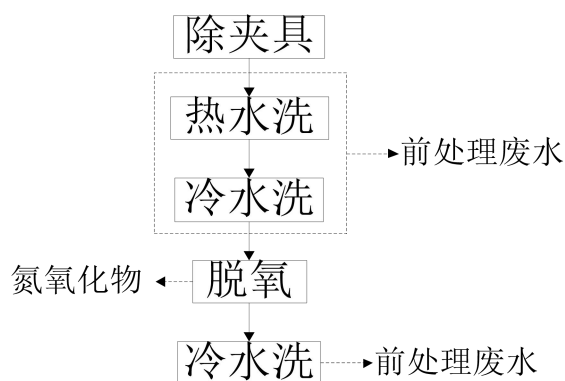 除夹具
热水洗
前处理废水
冷水洗
氮氧化物
脱氧
冷水洗
前处理废水